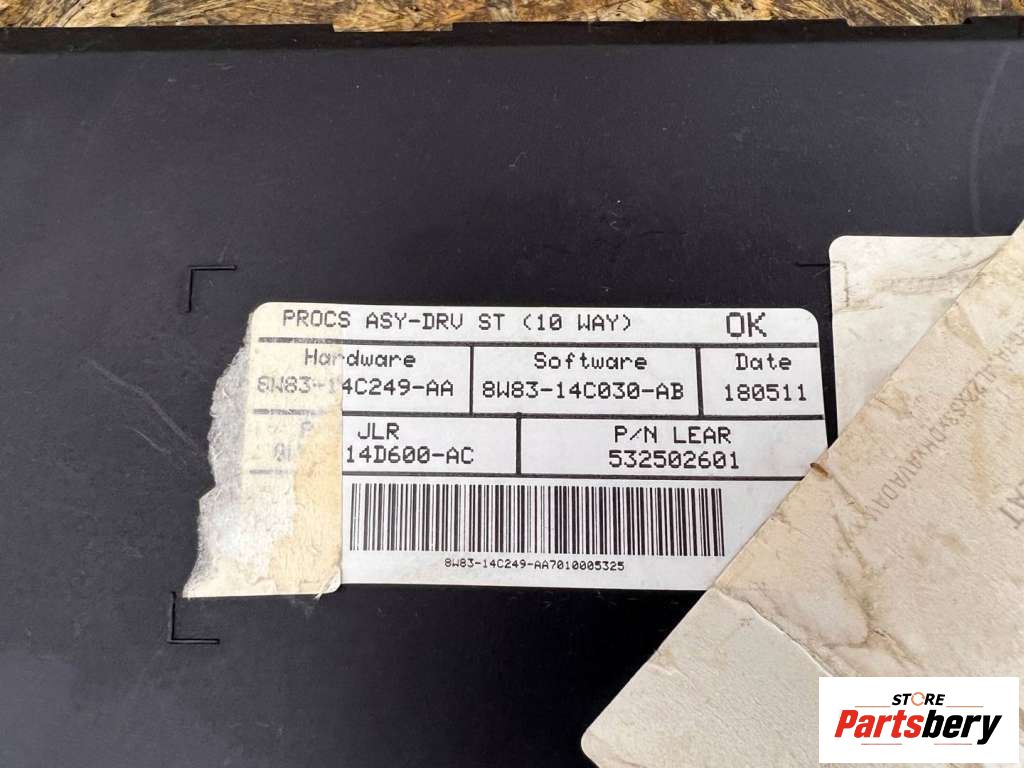 PROCS ASY-DRV ST (10 WAY) OK
Hardware Software Date
8W83-14C249-AA 8W83-14C030-AB 180511
JLR P/N LEAR
14D600-AC 532502601
8W83-14C249-AA7010005325
STORE
Partsbery